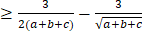 ≥ 3/(2(a+b+c)) − 3/√(a+b+c)